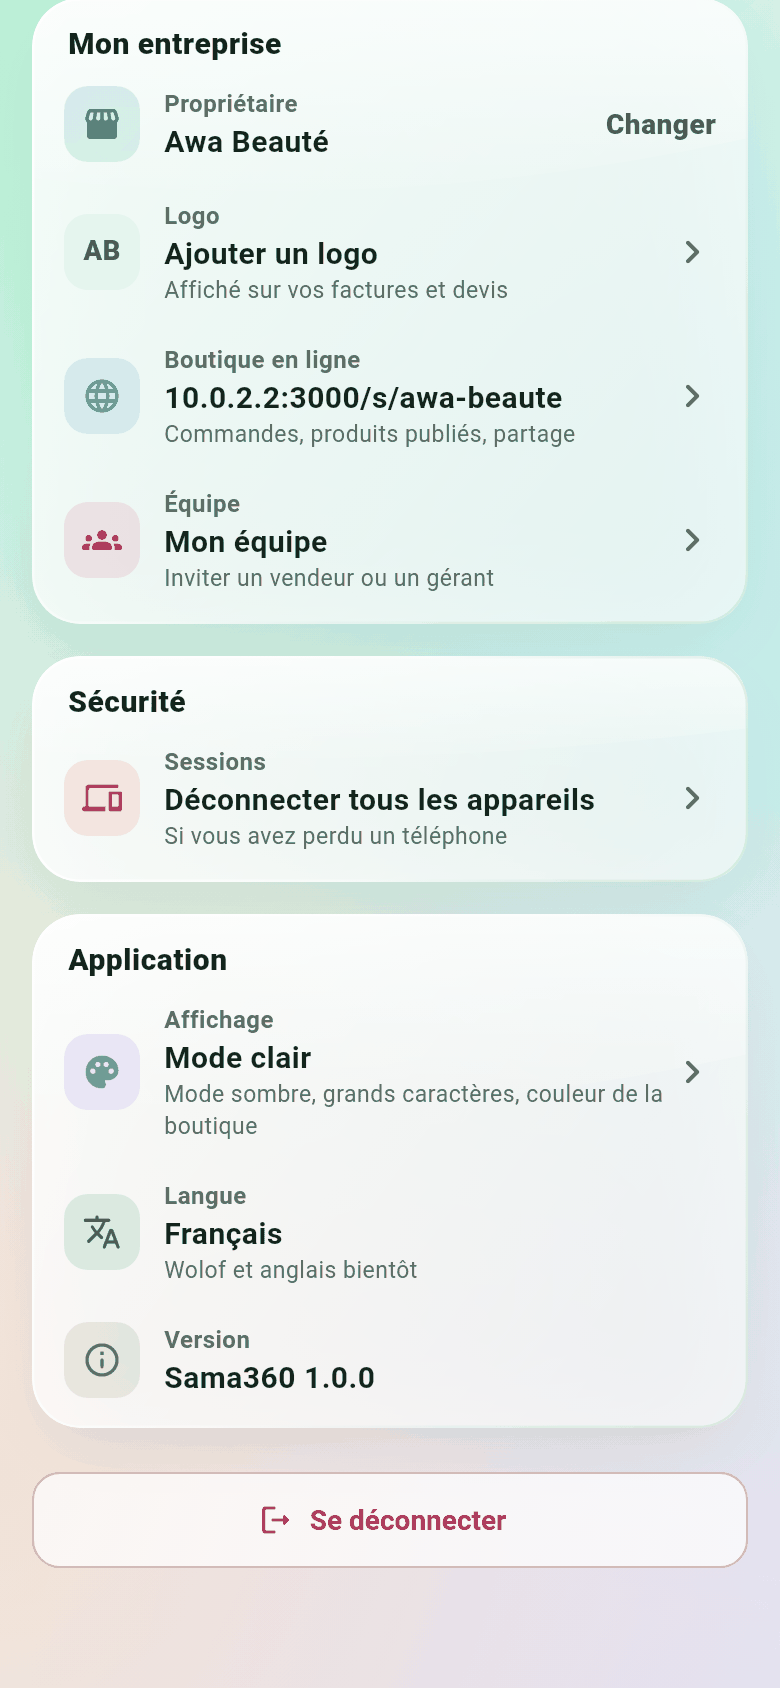 Mon entreprise
Propriétaire
Awa Beauté
Changer
AB
Logo
Ajouter un logo
Affiché sur vos factures et devis
Boutique en ligne
10.0.2.2:3000/s/awa-beaute
Commandes, produits publiés, partage
Équipe
Mon équipe
Inviter un vendeur ou un gérant
Sécurité
Sessions
Déconnecter tous les appareils
Si vous avez perdu un téléphone
Application
Affichage
Mode clair
Mode sombre, grands caractères, couleur de la
boutique
Langue
Français
Wolof et anglais bientôt
Version
Sama360 1.0.0
Se déconnecter